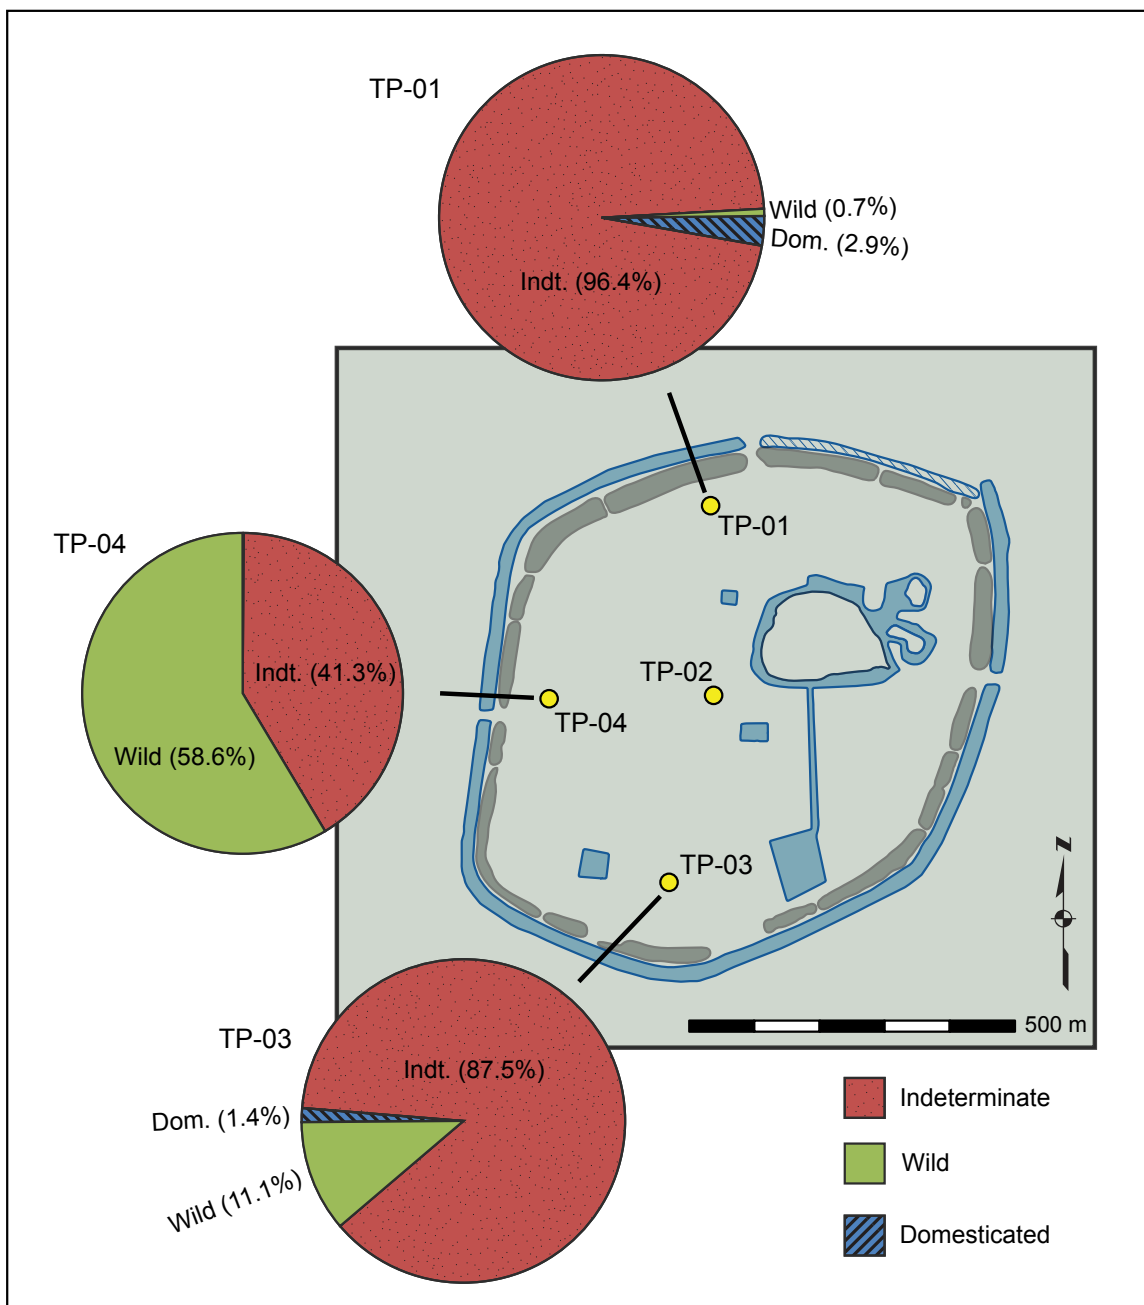 TP-01
Wild (0.7%)
Dom. (2.9%)
Indt. (96.4%)
TP-01
TP-04
Indt. (41.3%)
Wild (58.6%)
TP-02
TP-04
TP-03
N
500 m
TP-03
Indt. (87.5%)
Dom. (1.4%)
Wild (11.1%)
Indeterminate
Wild
Domesticated